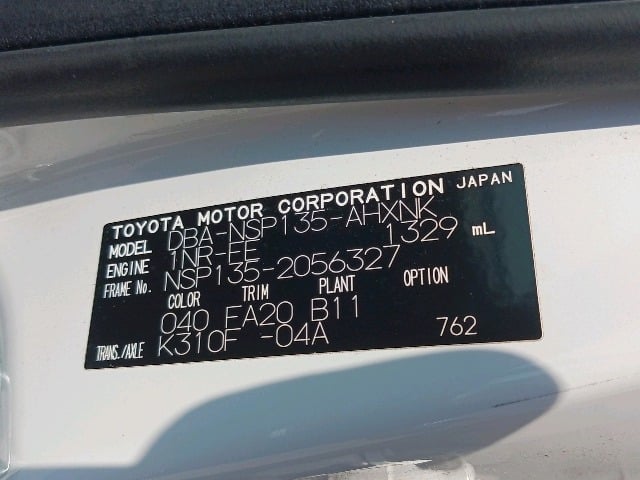 TOYOTA MOTOR CORPORATION JAPAN
MODEL DBA-NSP135-AHXNK
ENGINE 1NR-FE 1329 mL
FRAME No. NSP135-2056327
COLOR TRIM PLANT OPTION
040 FA20 B11
TRANS./AXLE K310F -04A 762